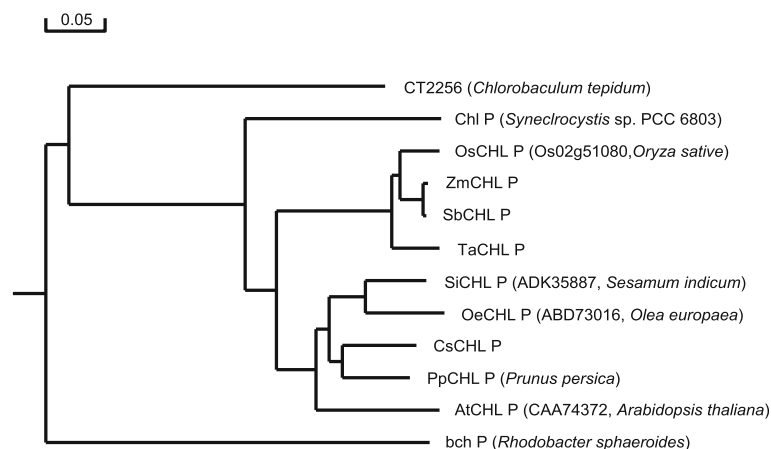 0.05
CT2256 (Chlorobaculum tepidum)
Chl P (Syneclrocystis sp. PCC 6803)
OsCHL P (Os02g51080,Oryza sative)
ZmCHL P
SbCHL P
TaCHL P
SiCHL P (ADK35887, Sesamum indicum)
OeCHL P (ABD73016, Olea europaea)
CsCHL P
PpCHL P (Prunus persica)
AtCHL P (CAA74372, Arabidopsis thaliana)
bch P (Rhodobacter sphaeroides)